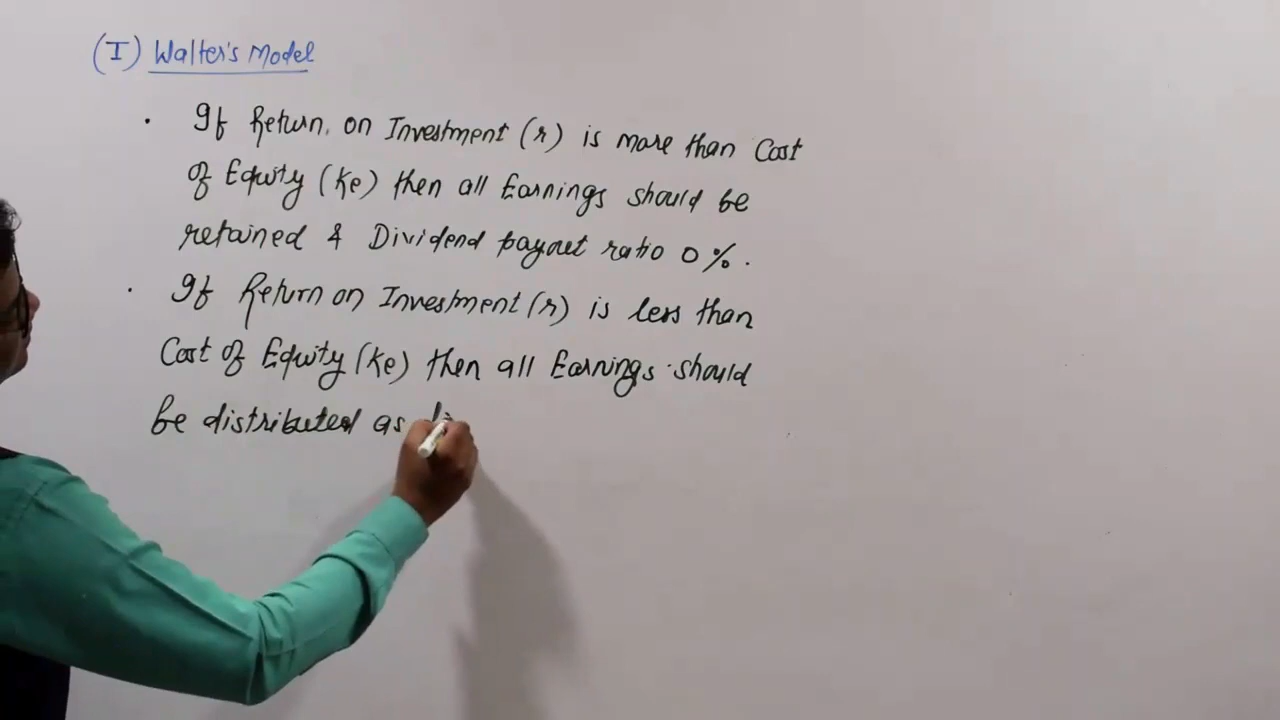 (I) Walter's Model
. If Return on Investment (r) is more than Cost
of Equity (Ke) then all Earnings should be
retained & Dividend payout ratio 0%.
. If Return on Investment (r) is less than
Cost of Equity (Ke) then all Earnings should
be distributed as